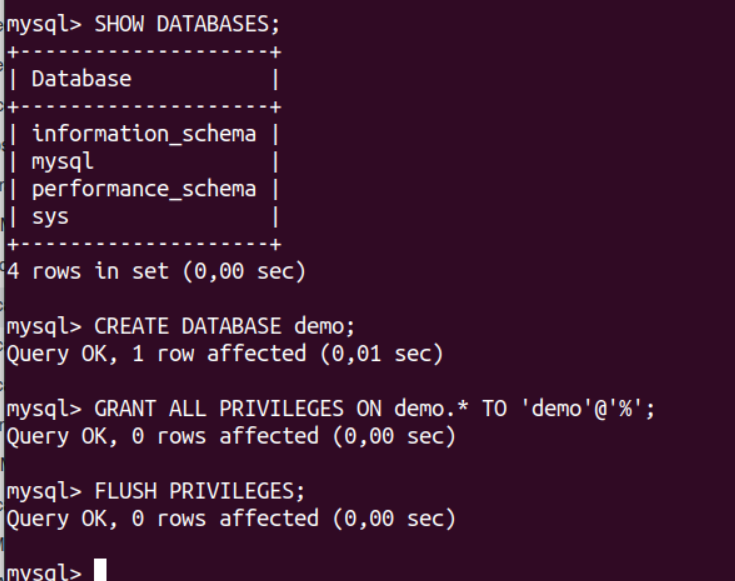 mysql> SHOW DATABASES;
+--------------------+
| Database           |
+--------------------+
| information_schema |
| mysql              |
| performance_schema |
| sys                |
+--------------------+
4 rows in set (0,00 sec)
mysql> CREATE DATABASE demo;
Query OK, 1 row affected (0,01 sec)
mysql> GRANT ALL PRIVILEGES ON demo.* TO 'demo'@'%';
Query OK, 0 rows affected (0,00 sec)
mysql> FLUSH PRIVILEGES;
Query OK, 0 rows affected (0,00 sec)
mysql>